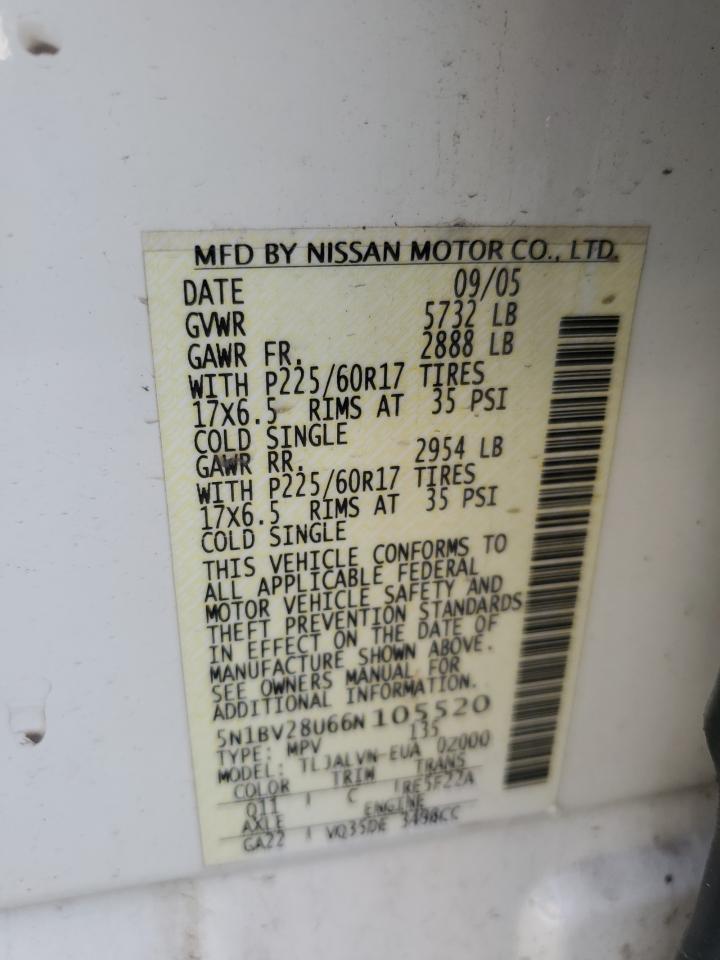 MFD BY NISSAN MOTOR CO., LTD.
DATE 09/05
GVWR 5732 LB
GAWR FR. 2888 LB
WITH P225/60R17 TIRES
17X6.5 RIMS AT 35 PSI
COLD SINGLE
GAWR RR. 2954 LB
WITH P225/60R17 TIRES
17X6.5 RIMS AT 35 PSI
COLD SINGLE
THIS VEHICLE CONFORMS TO
ALL APPLICABLE FEDERAL
MOTOR VEHICLE SAFETY AND
THEFT PREVENTION STANDARDS
IN EFFECT ON THE DATE OF
MANUFACTURE SHOWN ABOVE.
SEE OWNERS MANUAL FOR
ADDITIONAL INFORMATION.
5N1BV28U66N105520
TYPE: MPV 135
MODEL: TLJALVN-EUA 0Z000
COLOR TRIM TRANS
Q11 C RE5F22A
AXLE ENGINE
GA22 VQ35DE 3498CC